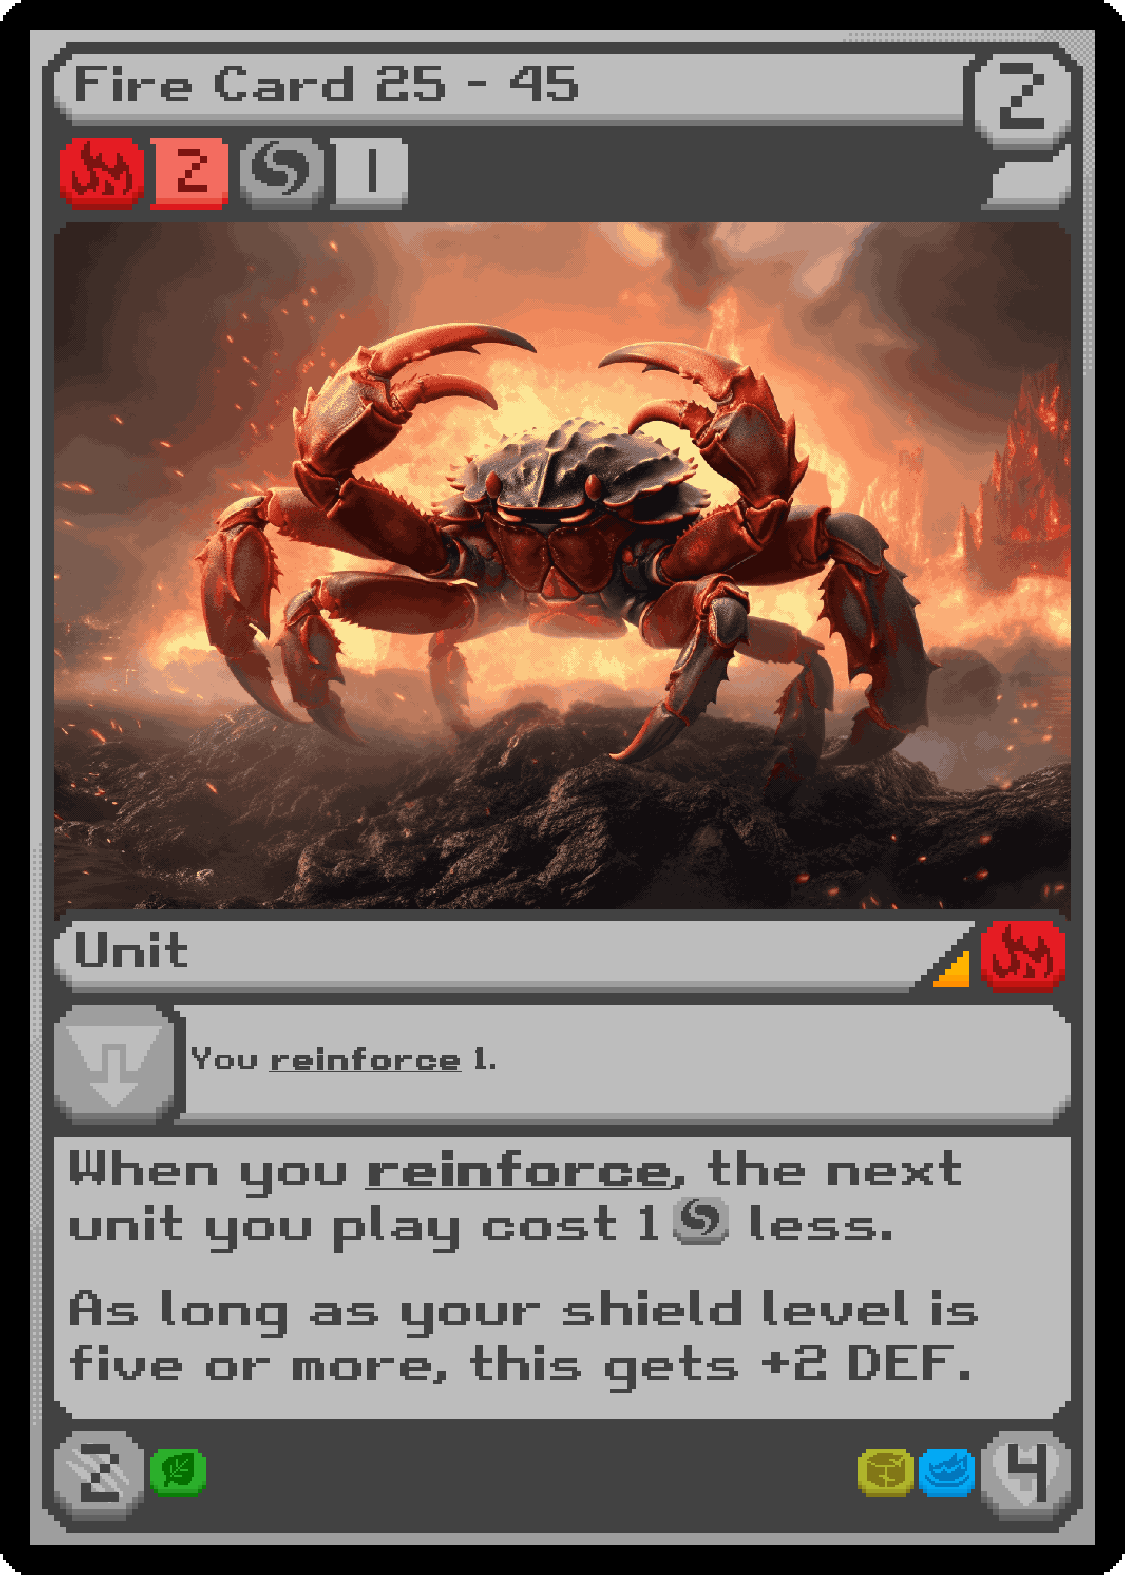 Fire Card 25 - 45
2
2 1
Unit
You reinforce 1.
When you reinforce, the next
unit you play cost 1 less.
As long as your shield level is
five or more, this gets +2 DEF.
2 4